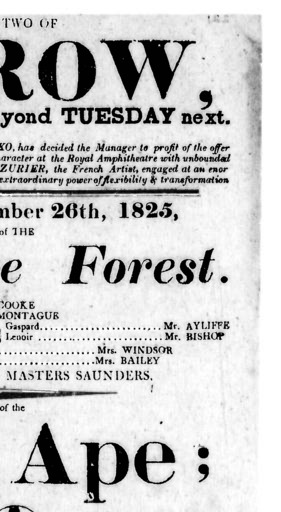 TWO OF
ROW,
yond TUESDAY next.
KO, has decided the Manager to profit of the offer
aracter at the Royal Amphitheatre with unbounded
ZURIER, the French Artist, engaged at an enor
extraordinary power of flexibility & transformation
mber 26th, 1825,
of THE
e Forest.
COOKE
MONTAGUE
Gaspard........................Mr. AYLIFFE
Lenoir ........................Mr. BISHOP
........................Mrs. WINDSOR
........................Mrs. BAILEY
MASTERS SAUNDERS.
of the
Ape;